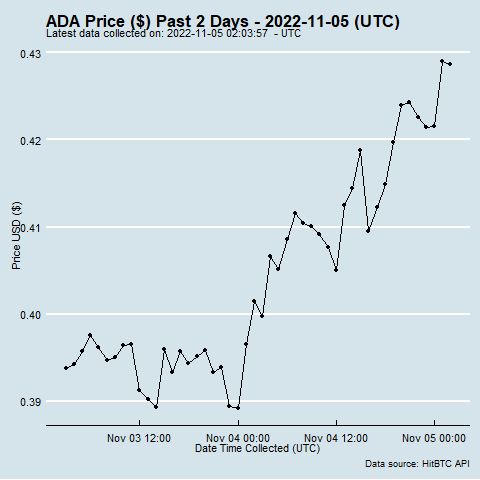 ADA Price ($) Past 2 Days - 2022-11-05 (UTC)
Latest data collected on: 2022-11-05 02:03:57 - UTC
0.43
0.42
0.41
0.40
0.39
Price USD ($)
Nov 03 12:00
Nov 04 00:00
Nov 04 12:00
Nov 05 00:00
Date Time Collected (UTC)
Data source: HitBTC API